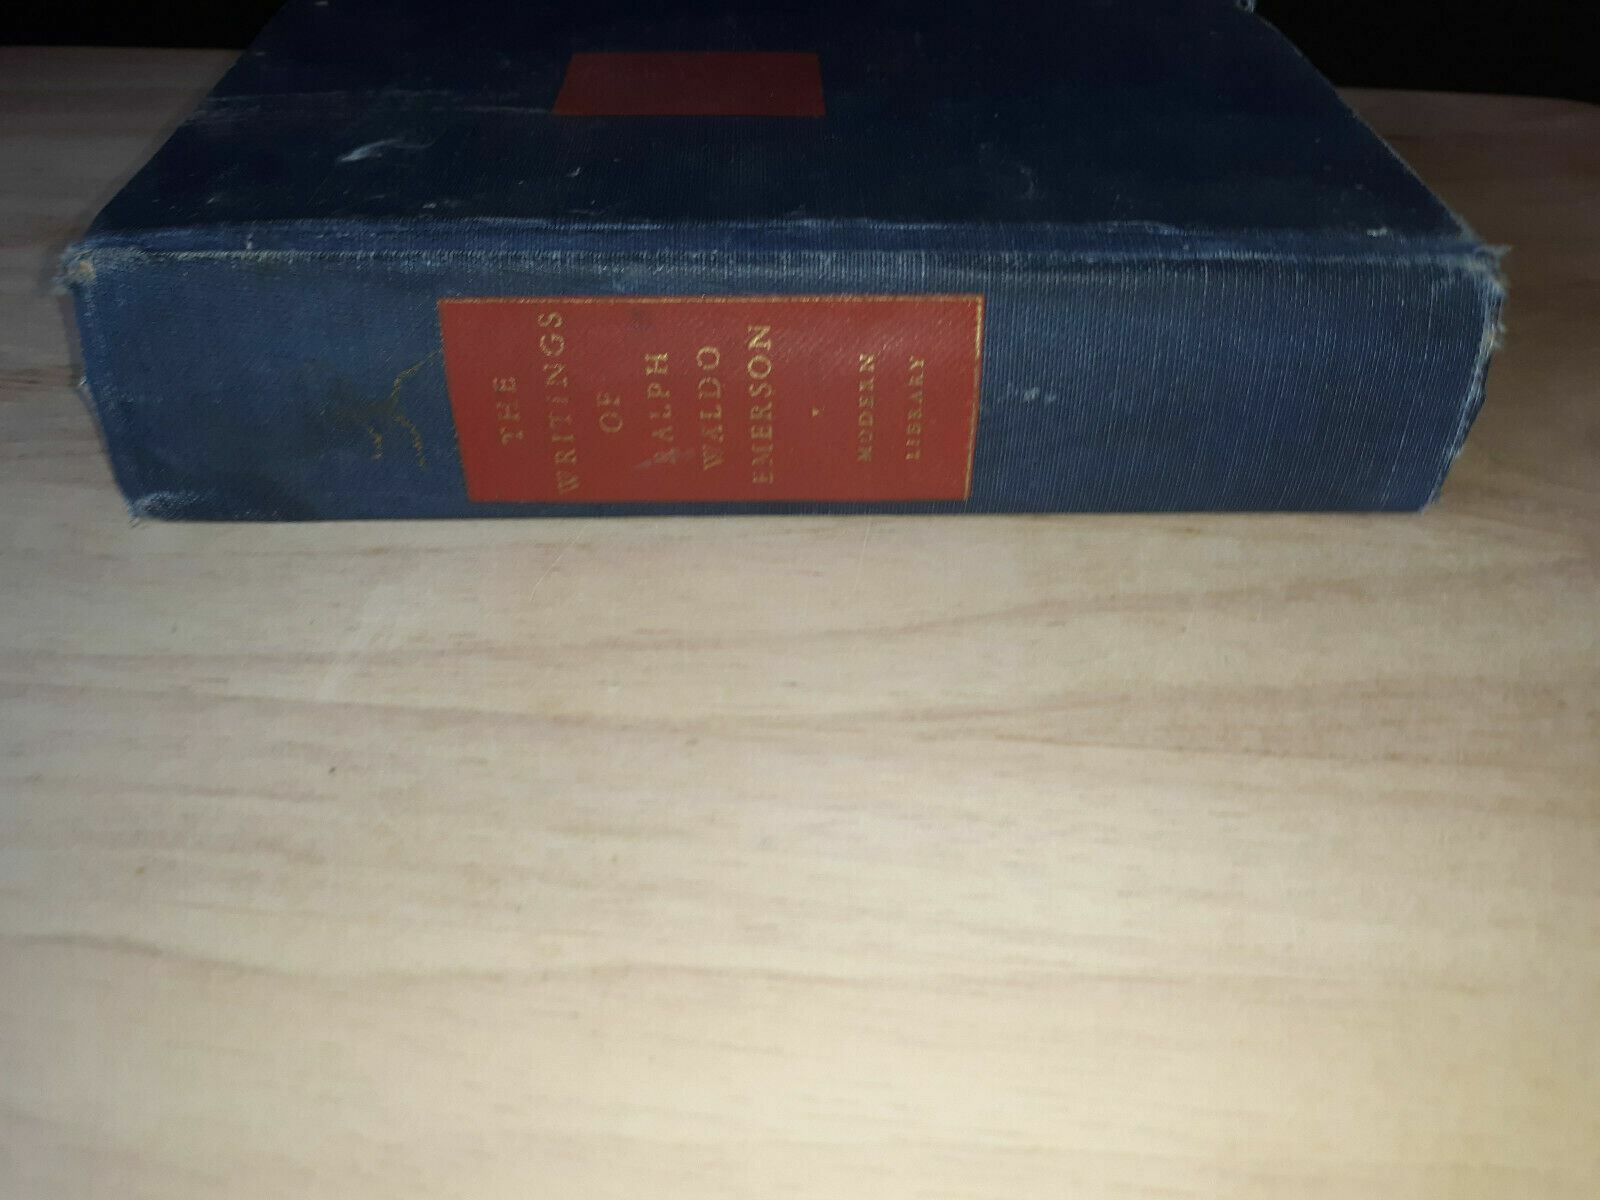 THE
WRITINGS
OF
RALPH
WALDO
EMERSON
MODERN
LIBRARY